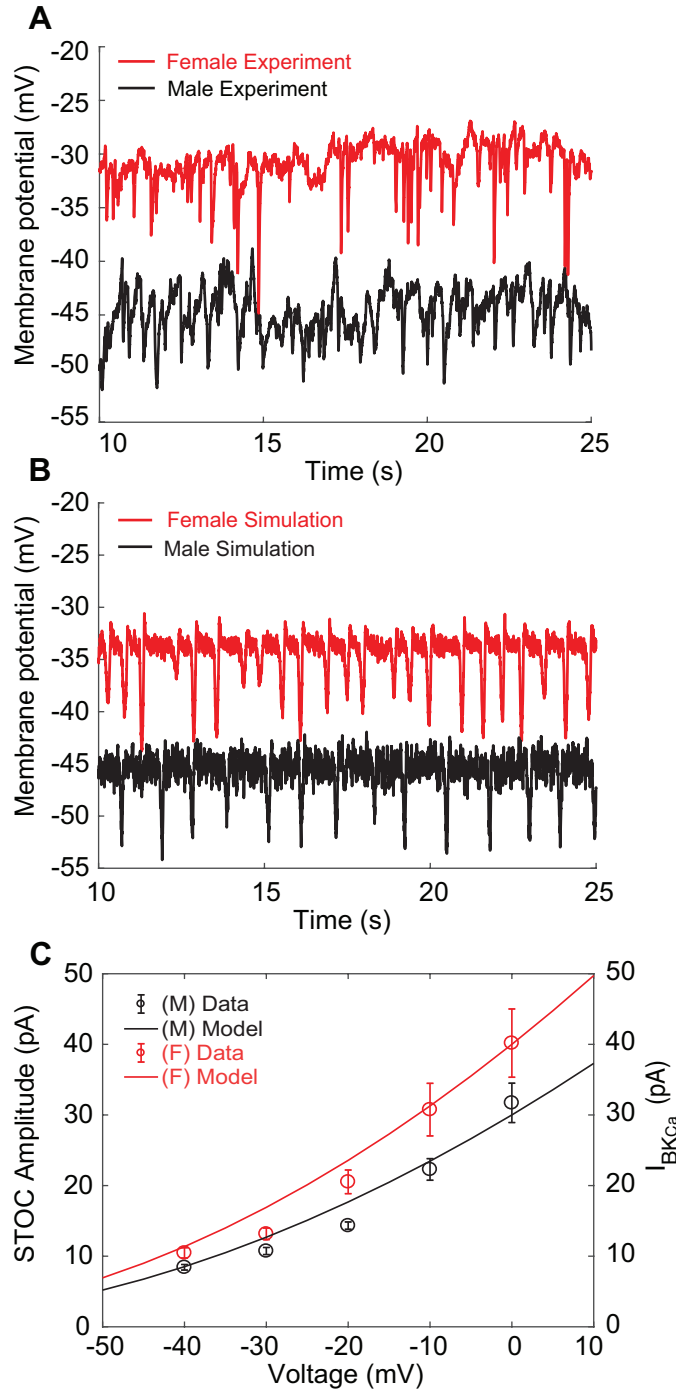 A
-20
-25
-30
-35
-40
-45
-50
-55
Membrane potential (mV)
Female Experiment
Male Experiment
10
15
20
25
Time (s)
B
-20
-25
-30
-35
-40
-45
-50
-55
Membrane potential (mV)
Female Simulation
Male Simulation
10
15
20
25
Time (s)
C
50
40
30
20
10
0
STOC Amplitude (pA)
(M) Data
(M) Model
(F) Data
(F) Model
50
40
30
20
10
0
I_BKCa (pA)
-50
-40
-30
-20
-10
0
10
Voltage (mV)